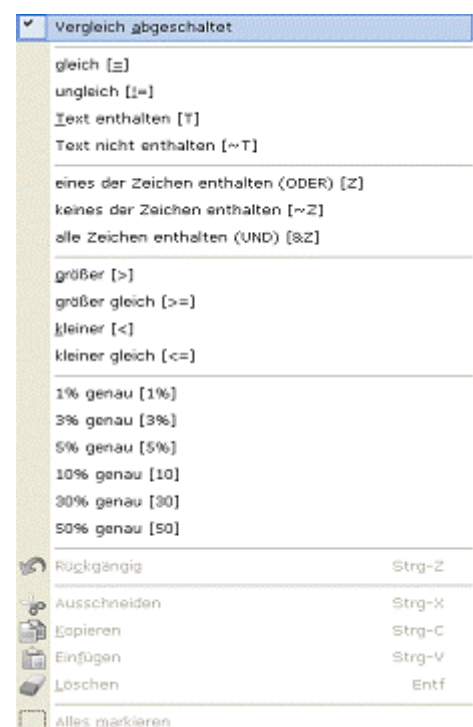 Vergleich abgeschaltet
gleich [=]
ungleich [!=]
Text enthalten [T]
Text nicht enthalten [~T]
eines der Zeichen enthalten (ODER) [Z]
keines der Zeichen enthalten [~Z]
alle Zeichen enthalten (UND) [&Z]
größer [>]
größer gleich [>=]
kleiner [<]
kleiner gleich [<=]
1% genau [1%]
3% genau [3%]
5% genau [5%]
10% genau [10]
30% genau [30]
50% genau [50]
Rückgängig Strg-Z
Ausschneiden Strg-X
Kopieren Strg-C
Einfügen Strg-V
Löschen Entf
Alles markieren